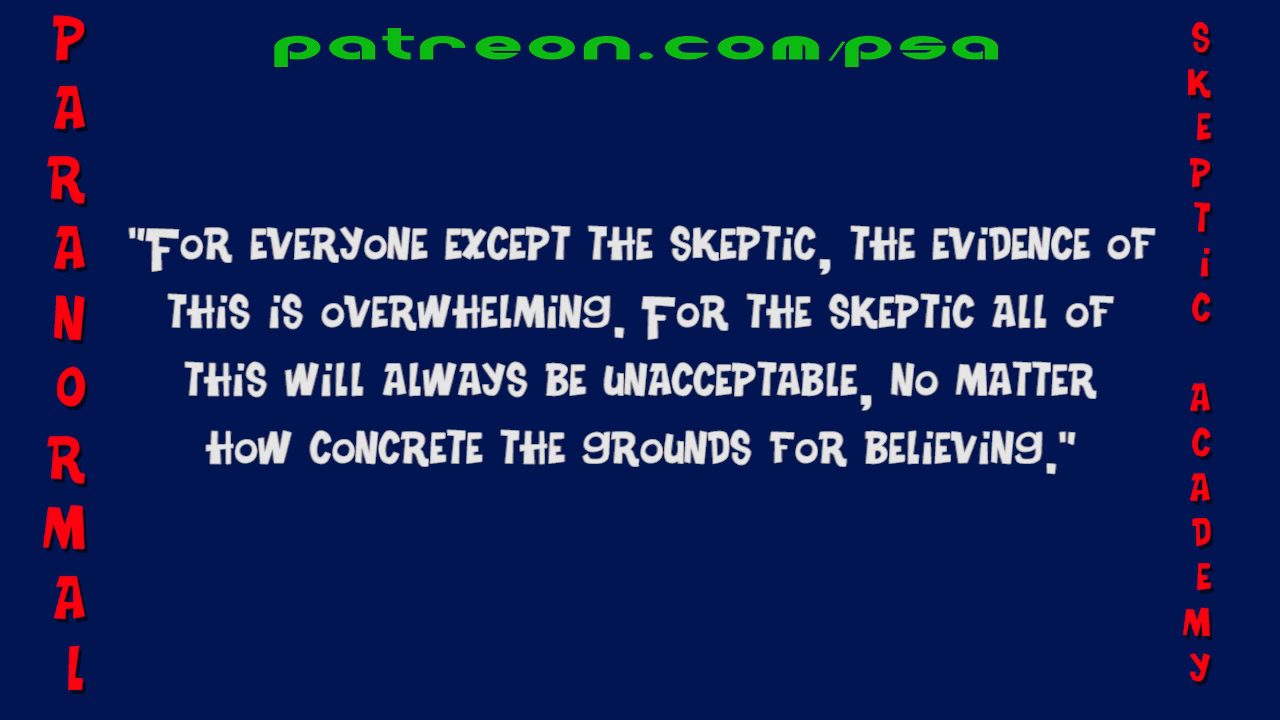 patreon.com/psa
PARANORMAL
"For everyone except the skeptic, the evidence of
this is overwhelming. For the skeptic all of
this will always be unacceptable, no matter
how concrete the grounds for believing."
SKEPTIC ACADEMY